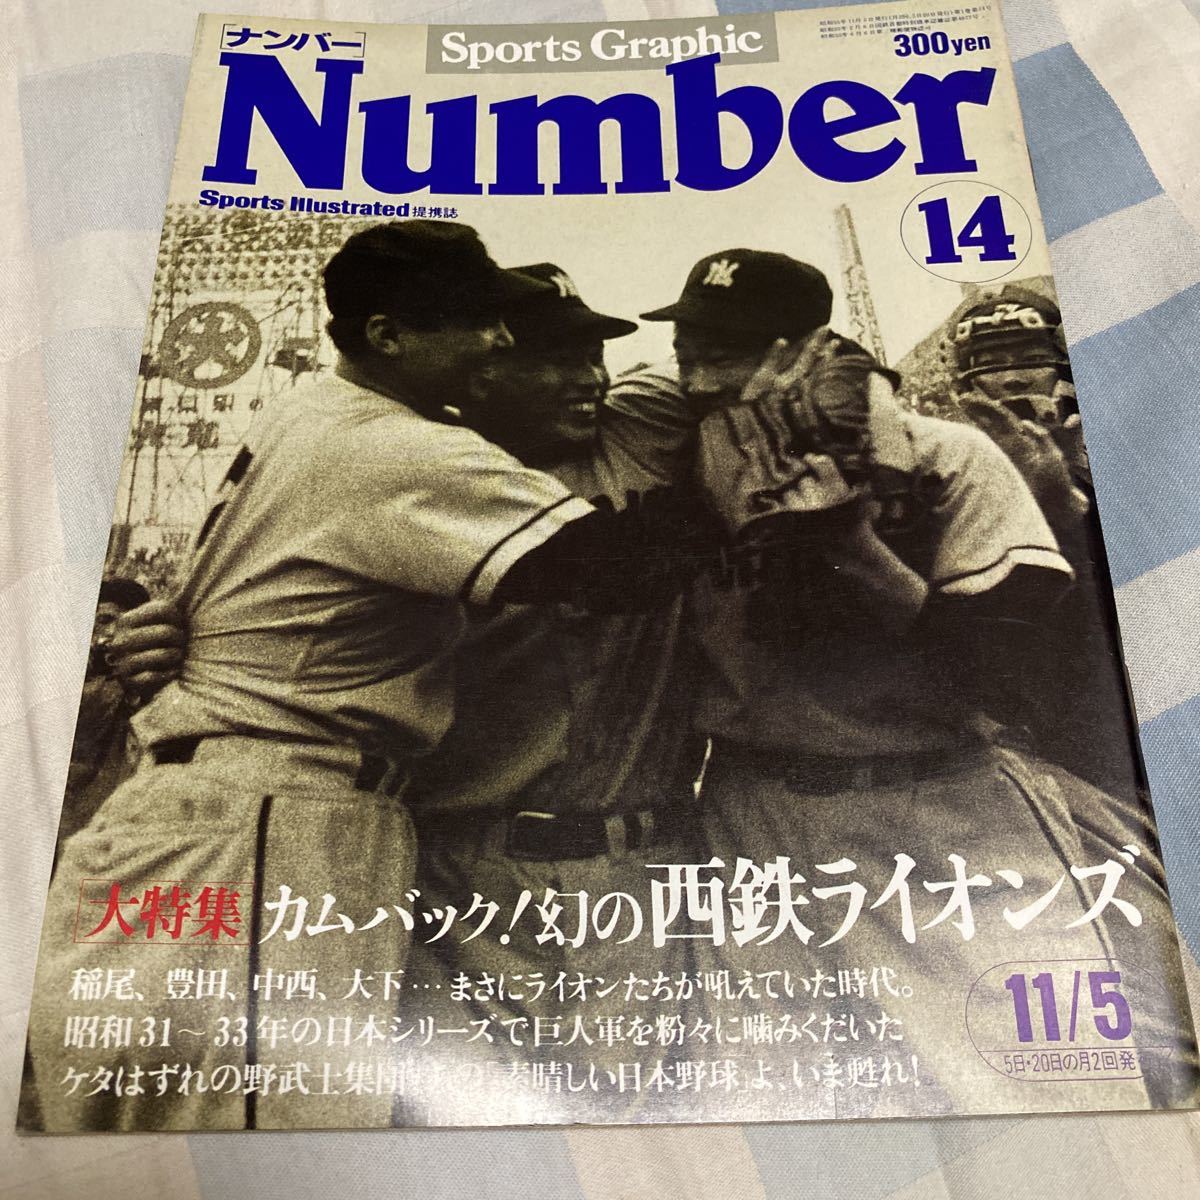 [ナンバー]
Sports Graphic
300yen
Number
Sports Illustrated 提携誌
14
[大特集] カムバック!幻の西鉄ライオンズ
稲尾、豊田、中西、大下…まさにライオンたちが吼えていた時代。
昭和31〜33年の日本シリーズで巨人軍を粉々に噛みくだいた
ケタはずれの野武士集団 の「素晴しい日本野球」よ、いま甦れ!
11/5
5日・20日の月2回発